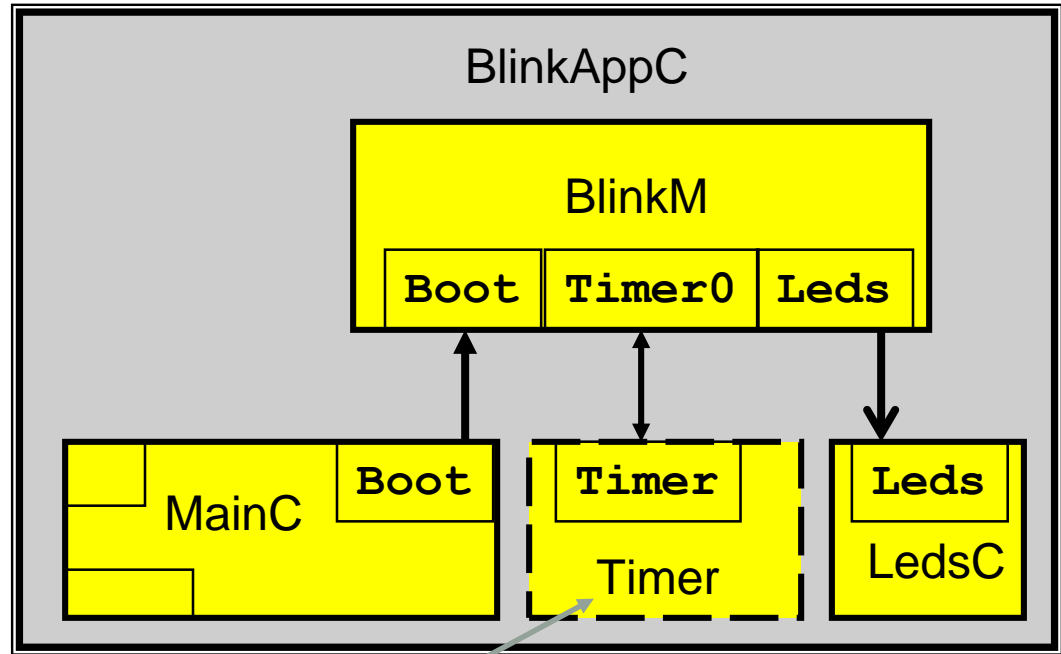 BlinkAppC
BlinkM
Boot Timer0 Leds
Boot Timer Leds
MainC
Timer
LedsC